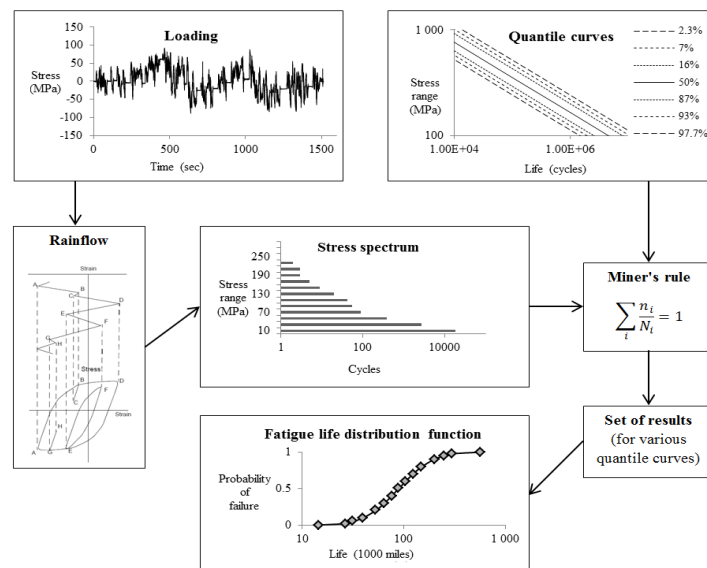 Loading
150
100
50
0
-50
-100
-150
Stress
(MPa)
0
500
1000
1500
Time (sec)
Quantile curves
1 000
100
Stress
range
(MPa)
1.00E+04
1.00E+06
Life (cycles)
2.3%
7%
16%
50%
87%
93%
97.7%
Rainflow
Strain
A
B
C
D
E
F
G
H
Stress
B
D
F
C
H
Strain
A
G
E
Stress spectrum
250
190
130
70
10
Stress
range
(MPa)
1
100
10000
Cycles
Miner's rule
∑ i n_i/N_i = 1
Set of results
(for various
quantile curves)
Fatigue life distribution function
Probability
of
failure
1
0.5
0
10
100
1 000
Life (1000 miles)